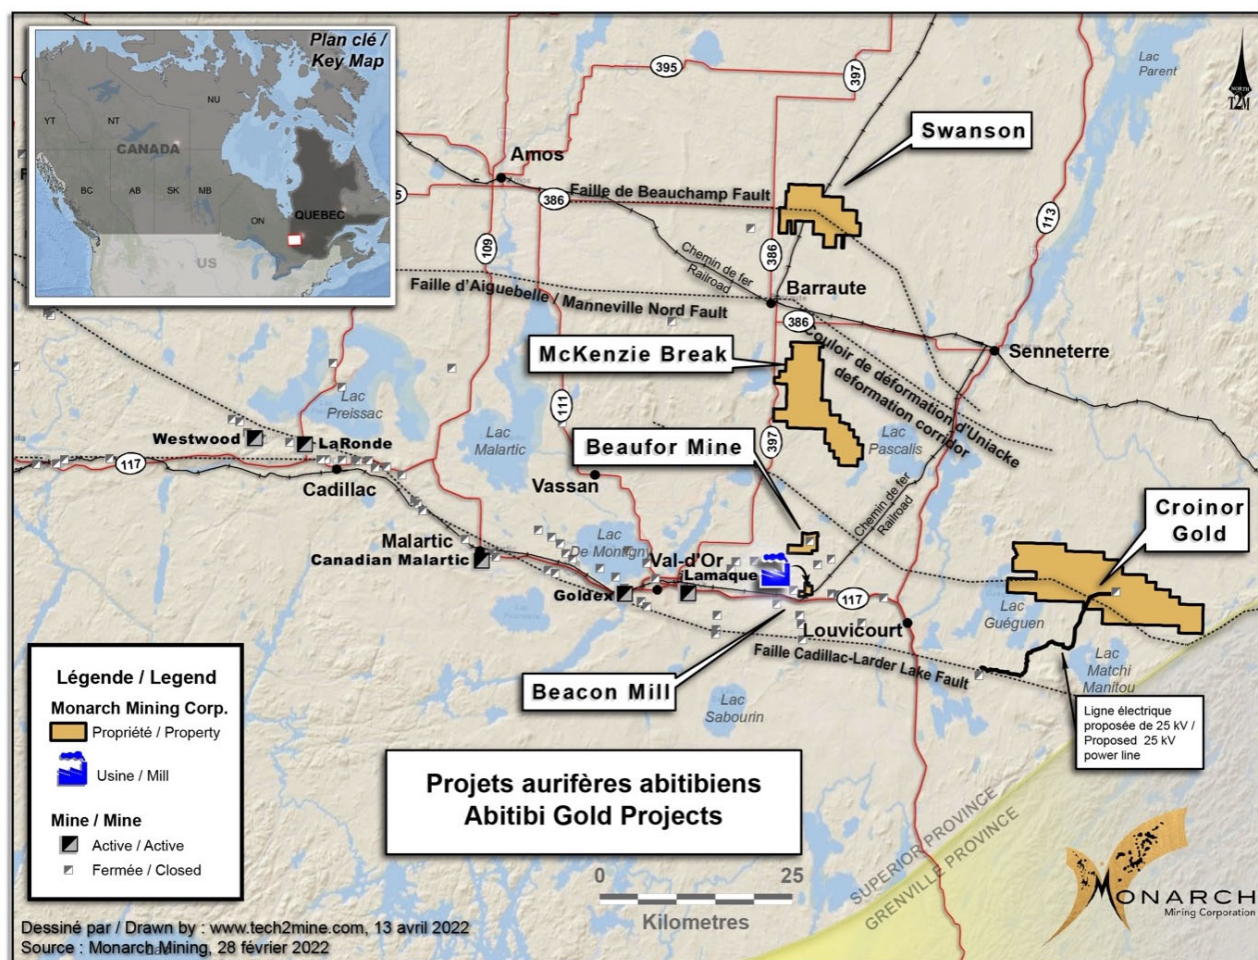 Plan clé /
Key Map
NU
YT
NT
CANADA
BC
AB
SK
MB
ON
QUEBEC
US
395
397
Lac
Parent
NORTH
T2M
Swanson
Amos
386
Faille de Beauchamp Fault
113
109
386
Chemin de fer
Railroad
Barraute
Faille d'Aiguebelle / Manneville Nord Fault
386
McKenzie Break
Senneterre
Couloir de déformation d'Uniacke
deformation corridor
Lac
Preissac
111
Westwood
LaRonde
Lac
Malartic
Beaufor Mine
397
Lac
Pascalis
117
Cadillac
Vassan
Chemin de fer
Railroad
Croinor
Gold
Malartic
Canadian Malartic
Lac
De Montigny
Val-d'Or
Lamaque
Goldex
117
Louvicourt
Lac
Guéguen
Faille Cadillac-Larder Lake Fault
Lac
Matchi
Manitou
Beacon Mill
Lac
Sabourin
Ligne électrique
proposée de 25 kV /
Proposed 25 kV
power line
Légende / Legend
Monarch Mining Corp.
Propriété / Property
Usine / Mill
Mine / Mine
Active / Active
Fermée / Closed
Projets aurifères abitibiens
Abitibi Gold Projects
0 25
Kilometres
SUPERIOR PROVINCE
GRENVILLE PROVINCE
MONARCH
Mining Corporation
Dessiné par / Drawn by : www.tech2mine.com, 13 avril 2022
Source : Monarch Mining, 28 février 2022